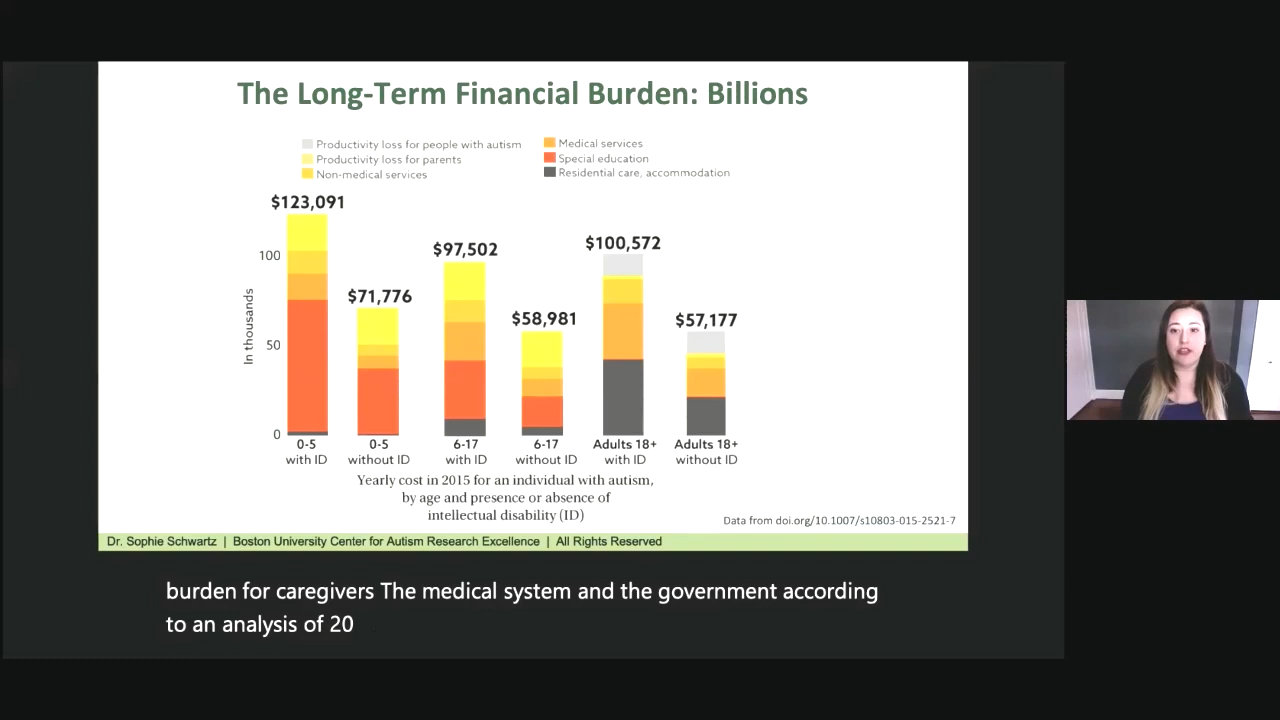 The Long-Term Financial Burden: Billions
Productivity loss for people with autism
Productivity loss for parents
Non-medical services
Medical services
Special education
Residential care, accommodation
$123,091
$71,776
$97,502
$58,981
$100,572
$57,177
In thousands
100
50
0
0-5
with ID
0-5
without ID
6-17
with ID
6-17
without ID
Adults 18+
with ID
Adults 18+
without ID
Yearly cost in 2015 for an individual with autism,
by age and presence or absence of
intellectual disability (ID)
Data from doi.org/10.1007/s10803-015-2521-7
Dr. Sophie Schwartz | Boston University Center for Autism Research Excellence | All Rights Reserved
burden for caregivers The medical system and the government according
to an analysis of 20